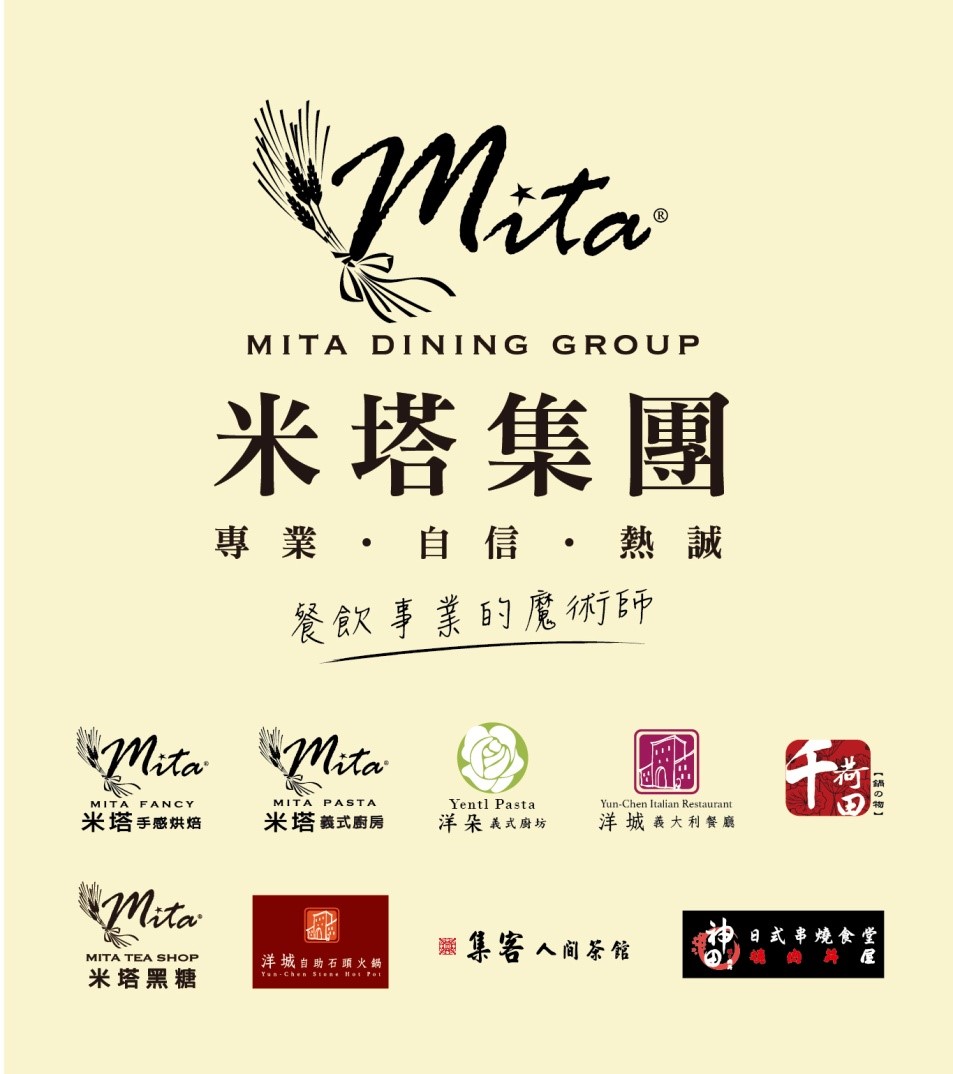 Mita®
MITA DINING GROUP
米塔集團
專業・自信・熱誠
餐飲事業的魔術師
Mita®
MITA FANCY
米塔手感烘焙
Mita®
MITA PASTA
米塔義式廚房
Yentl Pasta
洋朵義式廚坊
Yun-Chen Italian Restaurant
洋城義大利餐廳
千荷田
【鍋の物】
Mita®
MITA TEA SHOP
米塔黑糖
洋城自助石頭火鍋
Yun-Chen Stone Hot Pot
集客人间茶館
神田
日式串燒食堂
燒肉丼屋